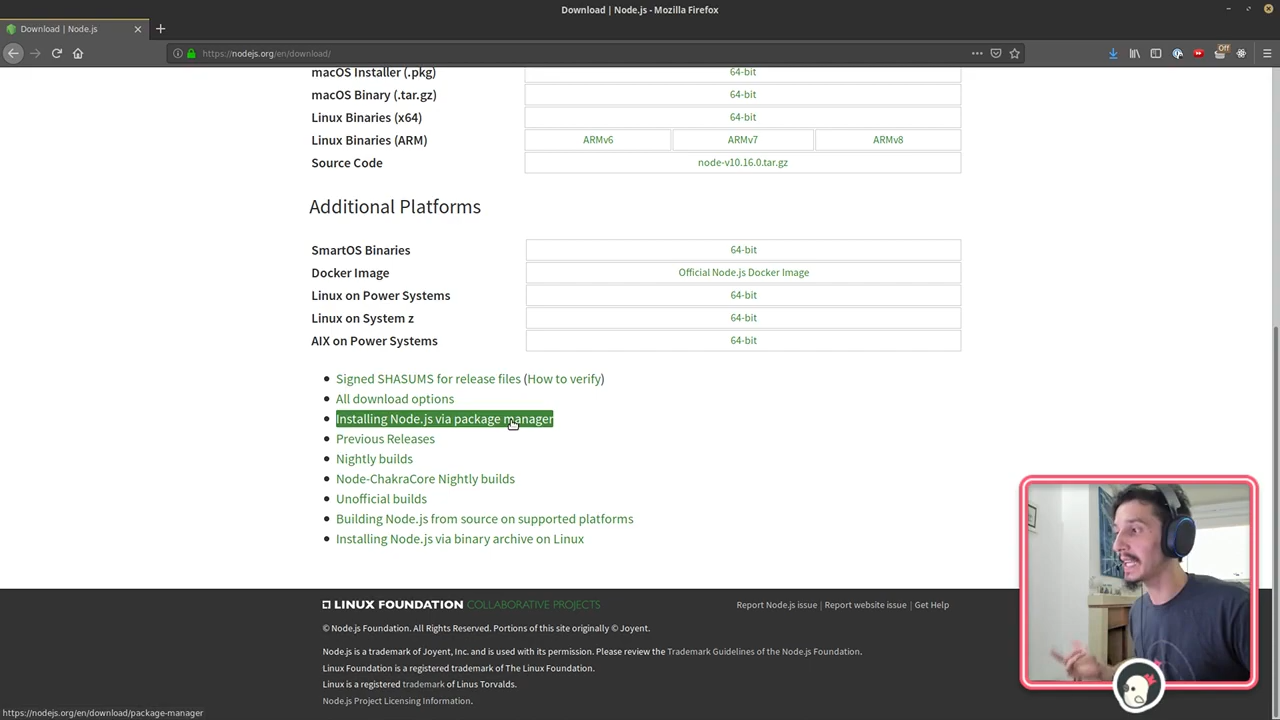 Download | Node.js - Mozilla Firefox
Download | Node.js
https://nodejs.org/en/download/
Off
macOS Installer (.pkg) 64-bit
macOS Binary (.tar.gz) 64-bit
Linux Binaries (x64) 64-bit
Linux Binaries (ARM) ARMv6 ARMv7 ARMv8
Source Code node-v10.16.0.tar.gz
Additional Platforms
SmartOS Binaries 64-bit
Docker Image Official Node.js Docker Image
Linux on Power Systems 64-bit
Linux on System z 64-bit
AIX on Power Systems 64-bit
Signed SHASUMS for release files (How to verify)
All download options
Installing Node.js via package manager
Previous Releases
Nightly builds
Node-ChakraCore Nightly builds
Unofficial builds
Building Node.js from source on supported platforms
Installing Node.js via binary archive on Linux
LINUX FOUNDATION COLLABORATIVE PROJECTS
Report Node.js issue | Report website issue | Get Help
© Node.js Foundation. All Rights Reserved. Portions of this site originally © Joyent.
Node.js is a trademark of Joyent, Inc. and is used with its permission. Please review the Trademark Guidelines of the Node.js Foundation.
Linux Foundation is a registered trademark of The Linux Foundation.
Linux is a registered trademark of Linus Torvalds.
Node.js Project Licensing Information.
https://nodejs.org/en/download/package-manager